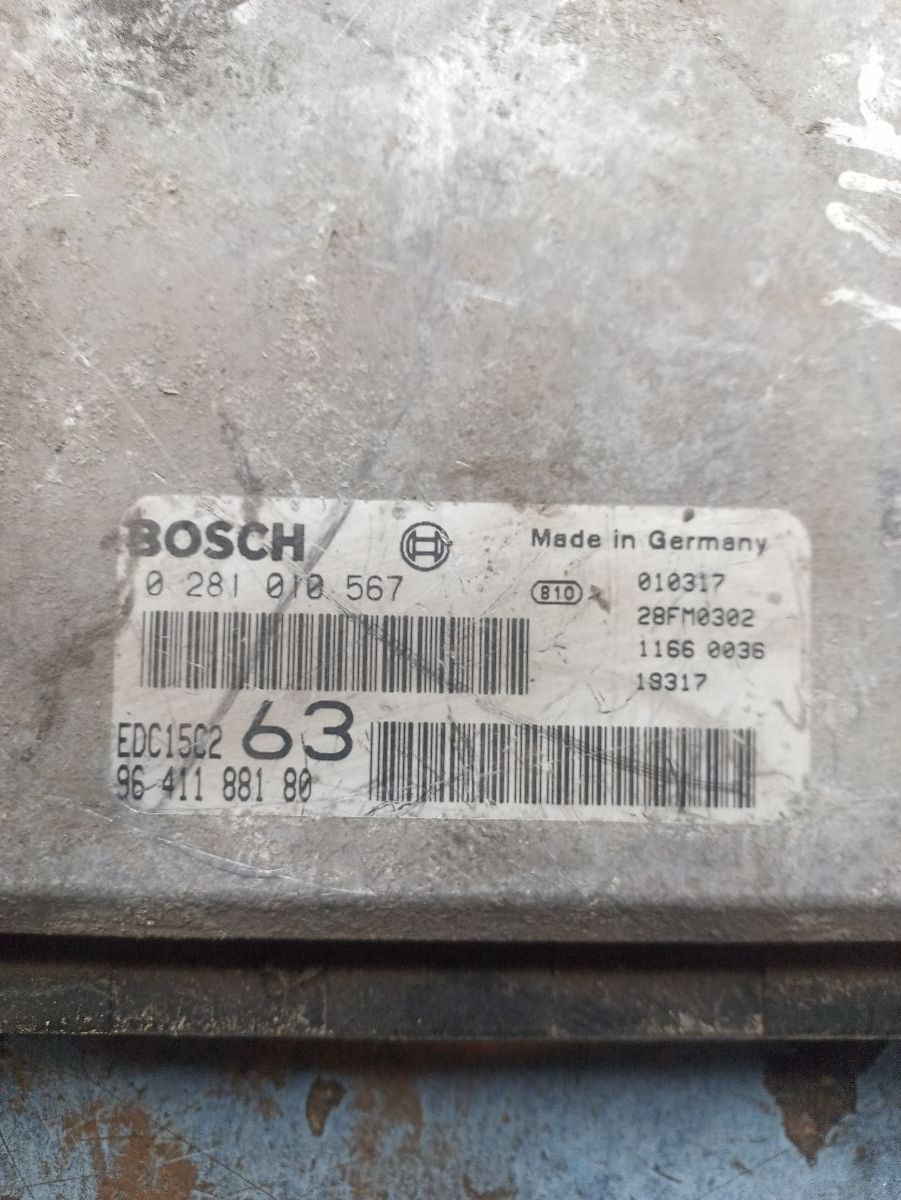 BOSCH
Made in Germany
0 281 010 567
810
010317
28FM0302
1166 0036
19317
EDC15C2 63
96 411 881 80